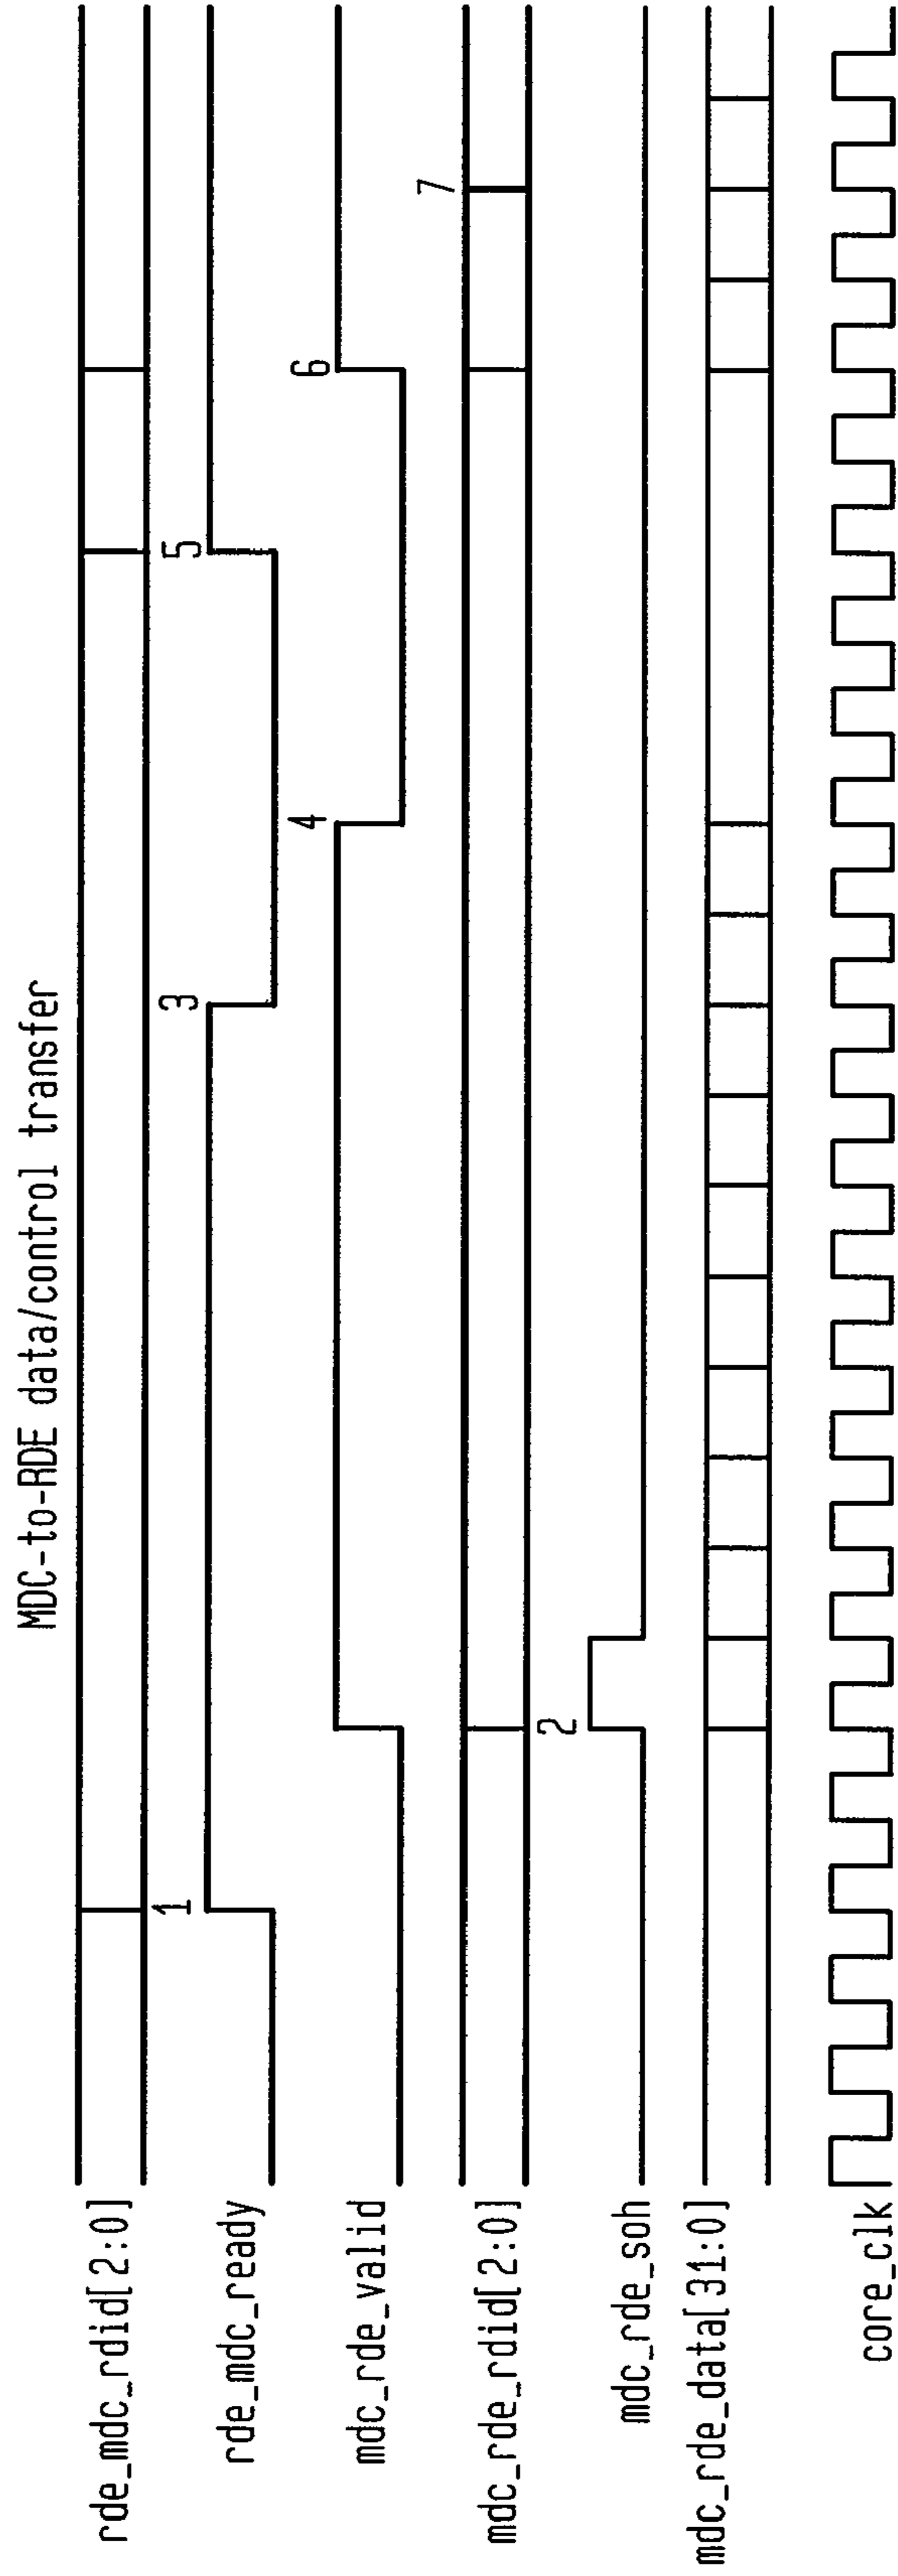 MDC-to-RDE data/control transfer
rde_mdc_rdid[2:0]
1
rde_mdc_ready
3
5
mdc_rde_valid
4
6
mdc_rde_rdid[2:0]
7
2
mdc_rde_soh
mdc_rde_data[31:0]
core_clk